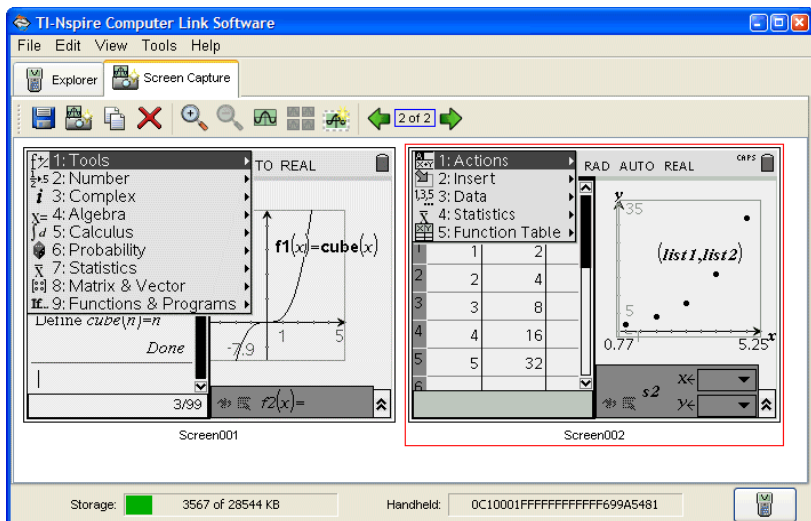 TI-Nspire Computer Link Software
File Edit View Tools Help
Explorer Screen Capture
2 of 2
1: Tools
2: Number
3: Complex
4: Algebra
5: Calculus
6: Probability
7: Statistics
8: Matrix & Vector
9: Functions & Programs
TO REAL
f1(x)=cube(x)
1 5
-7.9
Define cube(n)=n
Done
3/99
f2(x)=
Screen001
1: Actions
2: Insert
3: Data
4: Statistics
5: Function Table
RAD AUTO REAL
CAPS
1 1 2
2 2 4
3 3 8
4 4 16
5 5 32
6
y
35
(list1,list2)
5
1
x
0.77 5.25
s2
x←
y←
Screen002
Storage: 3567 of 28544 KB
Handheld: 0C10001FFFFFFFFFFFF699A5481